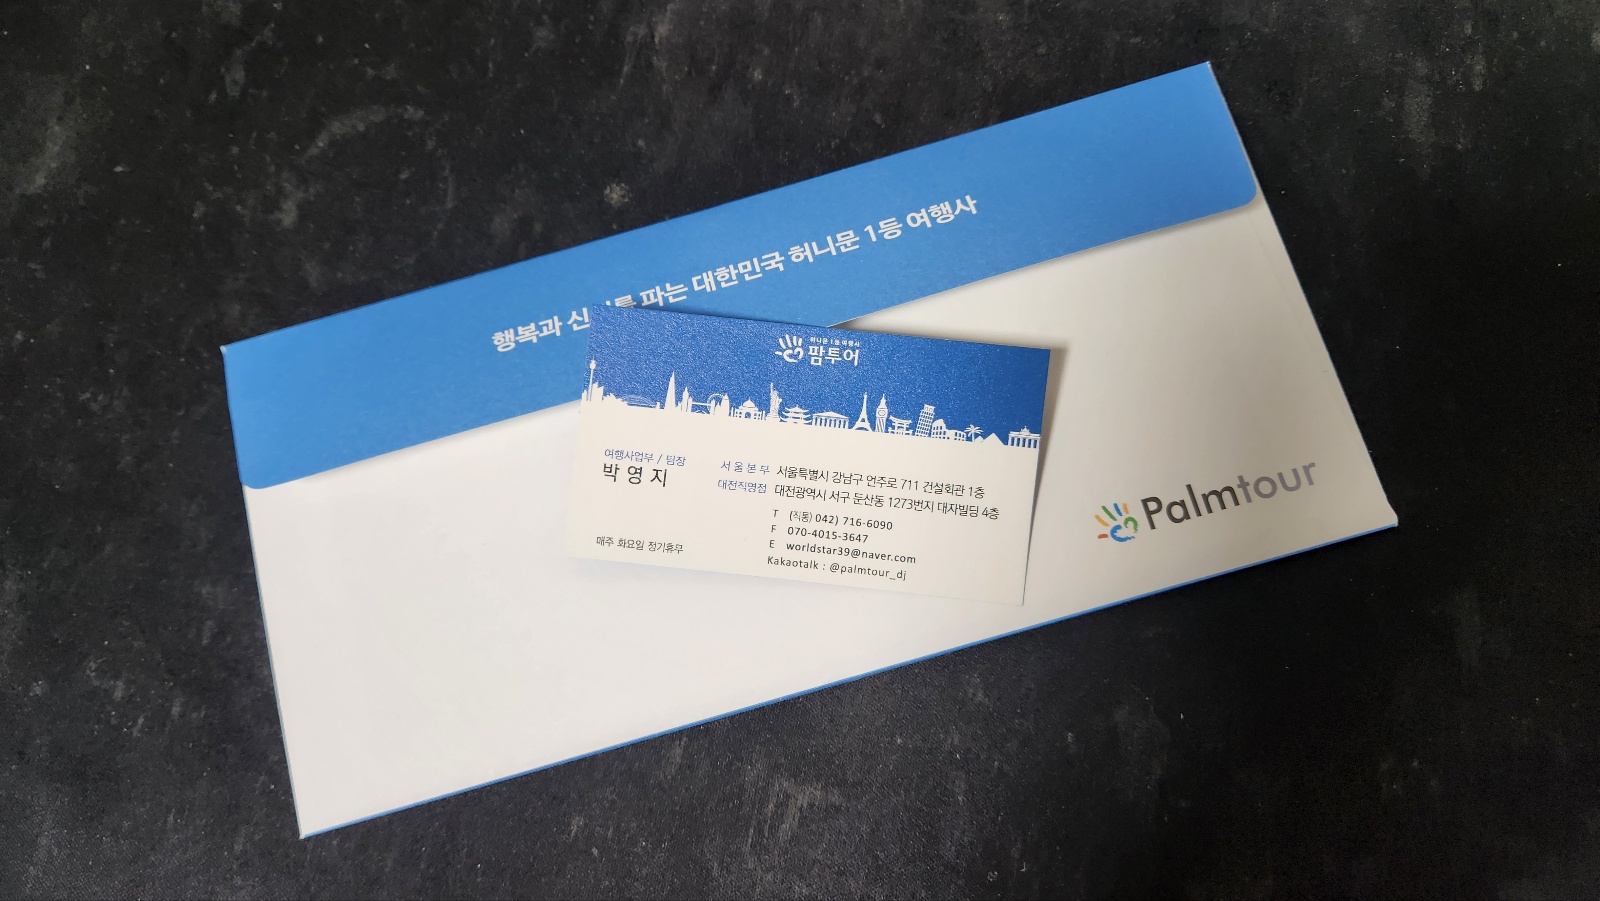 행복과 신 를 파는 대한민국 허니문 1등 여행사
허니문 1등 여행사
팜투어
여행사업부 / 팀장
박 영 지
매주 화요일 정기휴무
서 울 본 부 서울특별시 강남구 언주로 711 건설회관 1층
대전직영점 대전광역시 서구 둔산동 1273번지 대자빌딩 4층
T (직통) 042) 716-6090
F 070-4015-3647
E worldstar39@naver.com
Kakaotalk : @palmtour_dj
Palmtour